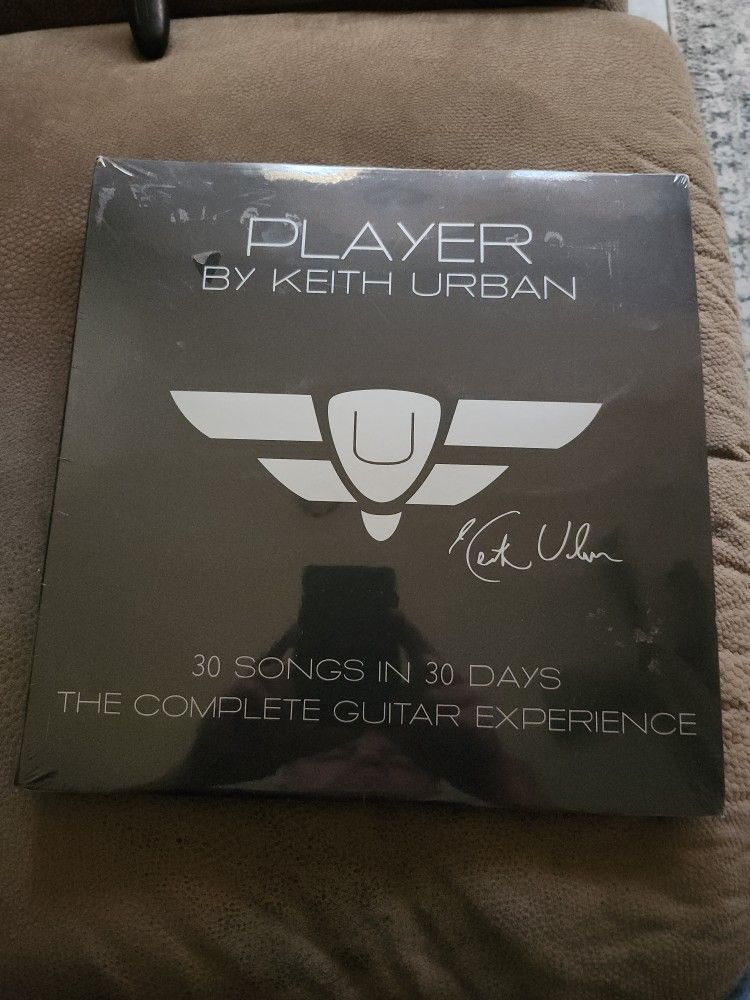 PLAYER
BY KEITH URBAN
U
Keith Urban
30 SONGS IN 30 DAYS
THE COMPLETE GUITAR EXPERIENCE